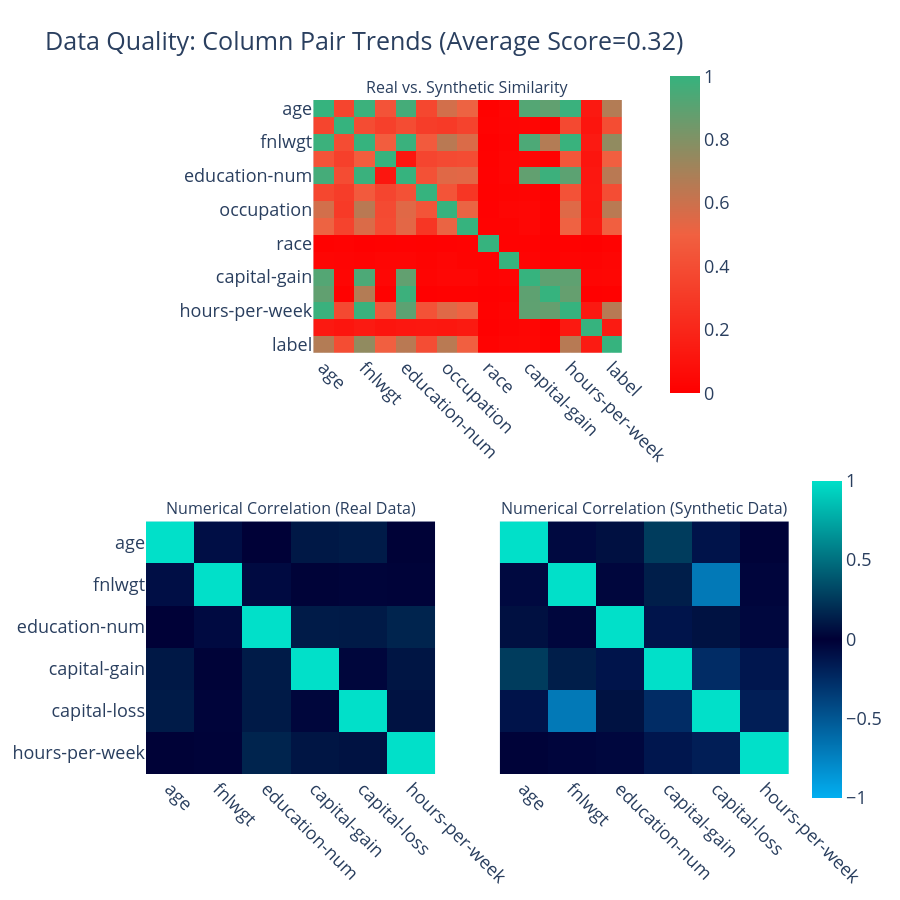 Data Quality: Column Pair Trends (Average Score=0.32)
Real vs. Synthetic Similarity
age
fnlwgt
education-num
occupation
race
capital-gain
hours-per-week
label
age
fnlwgt
education-num
occupation
race
capital-gain
hours-per-week
label
1
0.8
0.6
0.4
0.2
0
Numerical Correlation (Real Data)
age
fnlwgt
education-num
capital-gain
capital-loss
hours-per-week
age
fnlwgt
education-num
capital-gain
capital-loss
hours-per-week
Numerical Correlation (Synthetic Data)
age
fnlwgt
education-num
capital-gain
capital-loss
hours-per-week
1
0.5
0
−0.5
−1